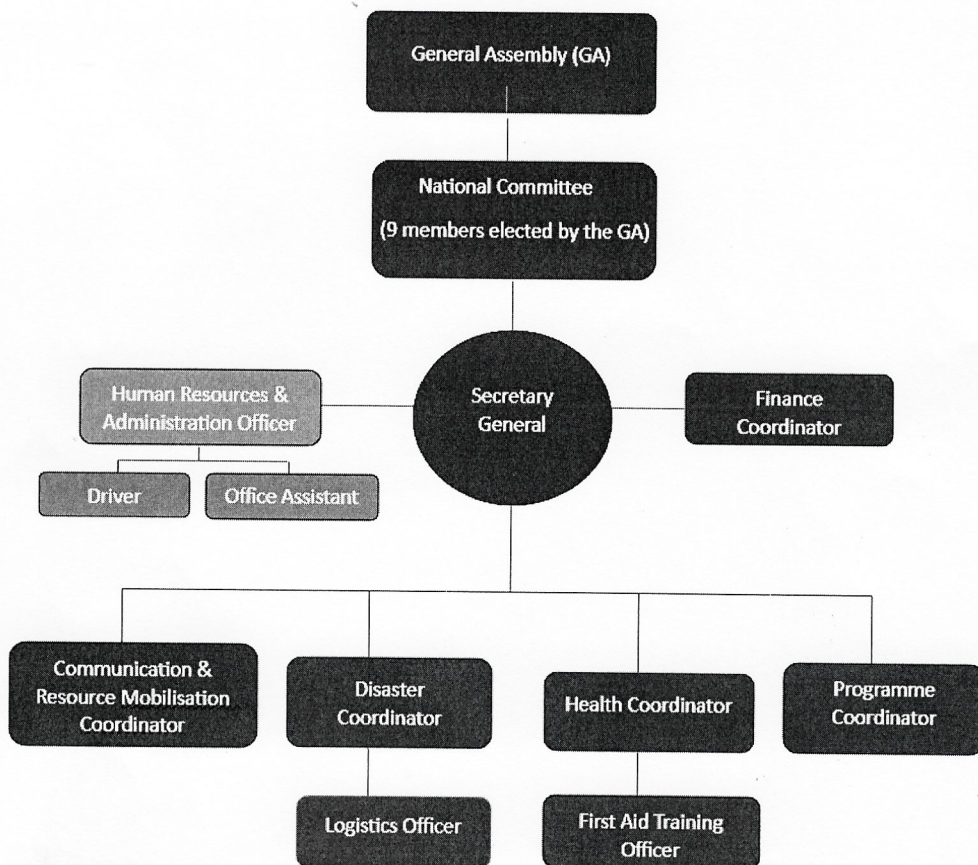 General Assembly (GA)
National Committee
(9 members elected by the GA)
Secretary
General
Human Resources &
Administration Officer
Finance
Coordinator
Driver
Office Assistant
Communication &
Resource Mobilisation
Coordinator
Disaster
Coordinator
Health Coordinator
Programme
Coordinator
Logistics Officer
First Aid Training
Officer